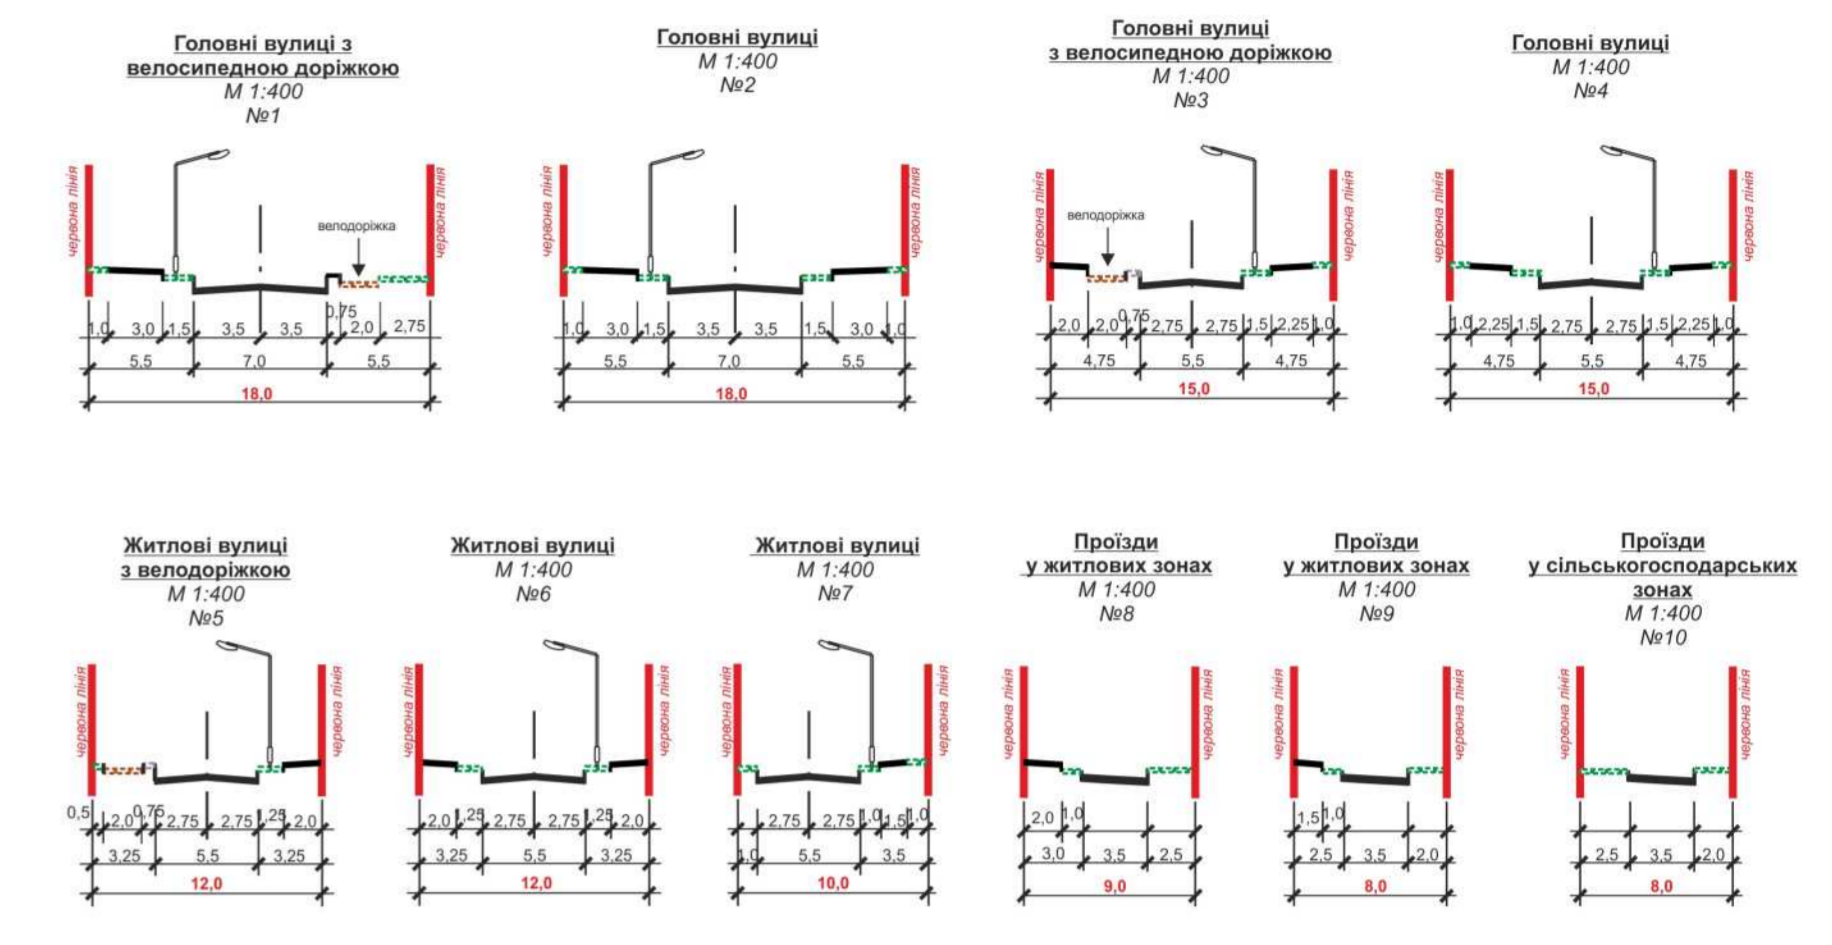 Головні вулиці з
велосипедною доріжкою
М 1:400
№1
червона лінія
червона лінія
велодоріжка
1,0 3,0 1,5 3,5 3,5 0,75 2,0 2,75
5,5 7,0 5,5
18,0
Головні вулиці
М 1:400
№2
червона лінія
червона лінія
1,0 3,0 1,5 3,5 3,5 1,5 3,0 1,0
5,5 7,0 5,5
18,0
Головні вулиці
з велосипедною доріжкою
М 1:400
№3
червона лінія
червона лінія
велодоріжка
2,0 2,0 0,75 2,75 2,75 1,5 2,25 1,0
4,75 5,5 4,75
15,0
Головні вулиці
М 1:400
№4
червона лінія
червона лінія
1,0 2,25 1,5 2,75 2,75 1,5 2,25 1,0
4,75 5,5 4,75
15,0
Житлові вулиці
з велодоріжкою
М 1:400
№5
червона лінія
червона лінія
0,5 2,0 0,75 2,75 2,75 1,25 2,0
3,25 5,5 3,25
12,0
Житлові вулиці
М 1:400
№6
червона лінія
червона лінія
2,0 1,25 2,75 2,75 1,25 2,0
3,25 5,5 3,25
12,0
Житлові вулиці
М 1:400
№7
червона лінія
червона лінія
2,75 2,75 1,0 1,5 1,0
1,0 5,5 3,5
10,0
Проїзди
у житлових зонах
М 1:400
№8
червона лінія
червона лінія
2,0 1,0
3,0 3,5 2,5
9,0
Проїзди
у житлових зонах
М 1:400
№9
червона лінія
червона лінія
1,5 1,0
2,5 3,5 2,0
8,0
Проїзди
у сільськогосподарських
зонах
М 1:400
№10
червона лінія
червона лінія
2,5 3,5 2,0
8,0